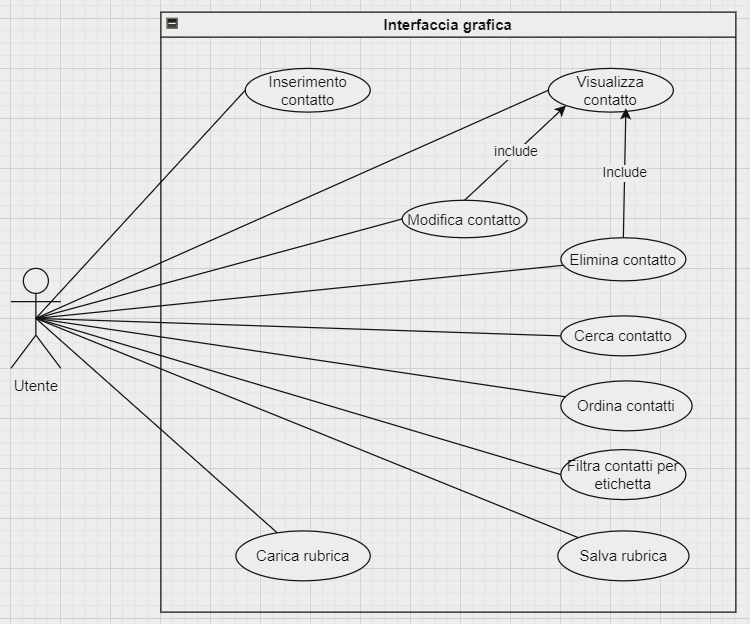 Interfaccia grafica
Inserimento
contatto
Visualizza
contatto
include
Include
Modifica contatto
Elimina contatto
Cerca contatto
Utente
Ordina contatti
Filtra contatti per
etichetta
Carica rubrica
Salva rubrica